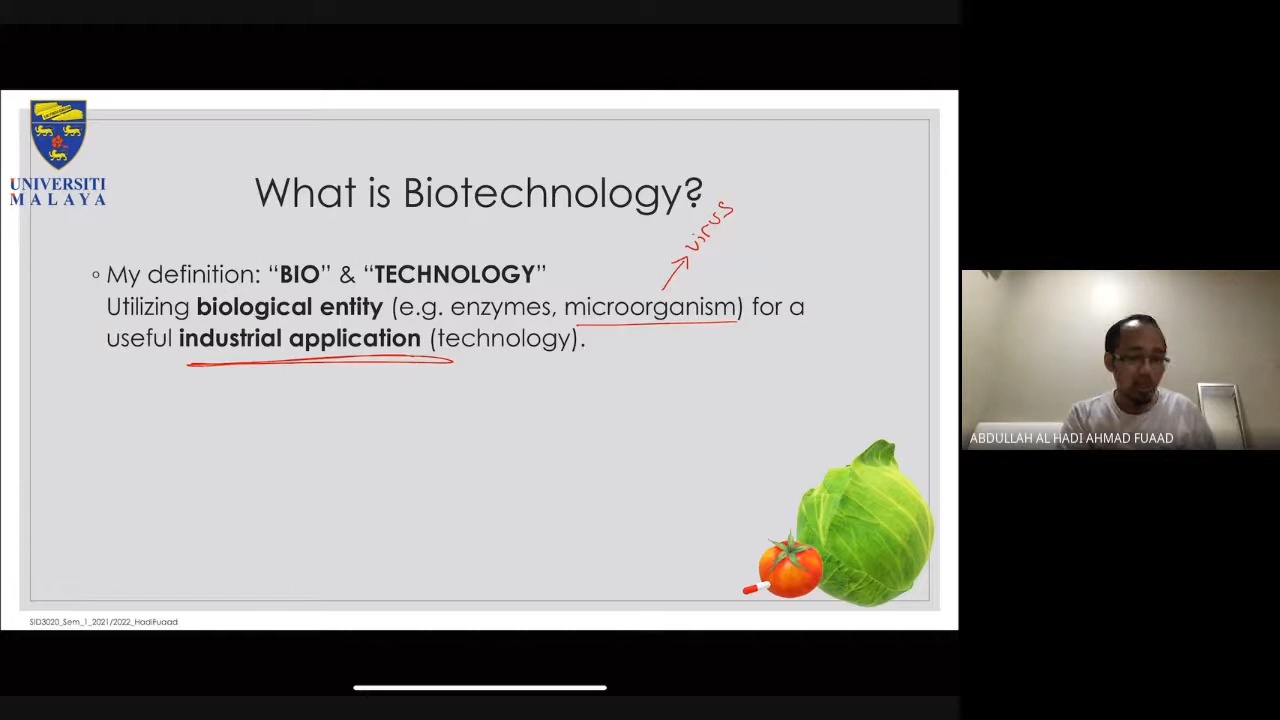 UNIVERSITI
MALAYA
What is Biotechnology?
virus
◦ My definition: “BIO” & “TECHNOLOGY”
Utilizing biological entity (e.g. enzymes, microorganism) for a
useful industrial application (technology).
SID3020_Sem_1_2021/2022_HadiFuaad
ABDULLAH AL HADI AHMAD FUAAD